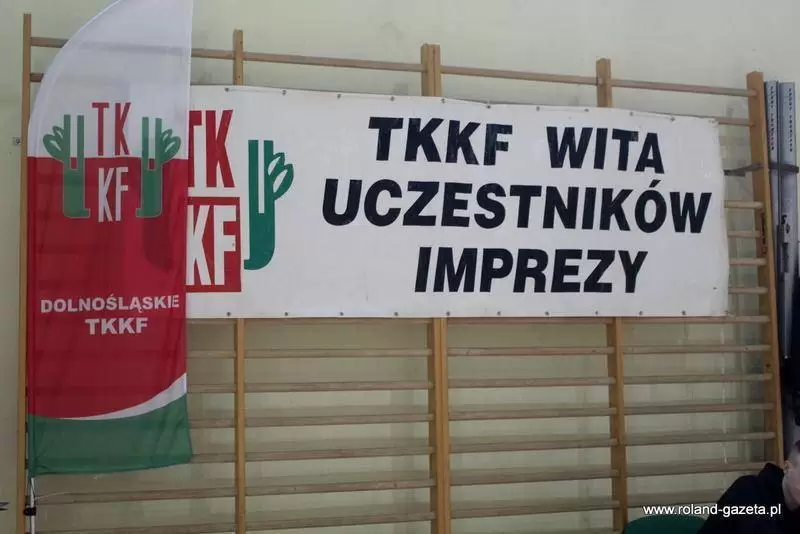 TK
KF
DOLNOŚLĄSKIE
TKKF
TK
KF
TKKF WITA
UCZESTNIKÓW
IMPREZY
www.roland-gazeta.pl